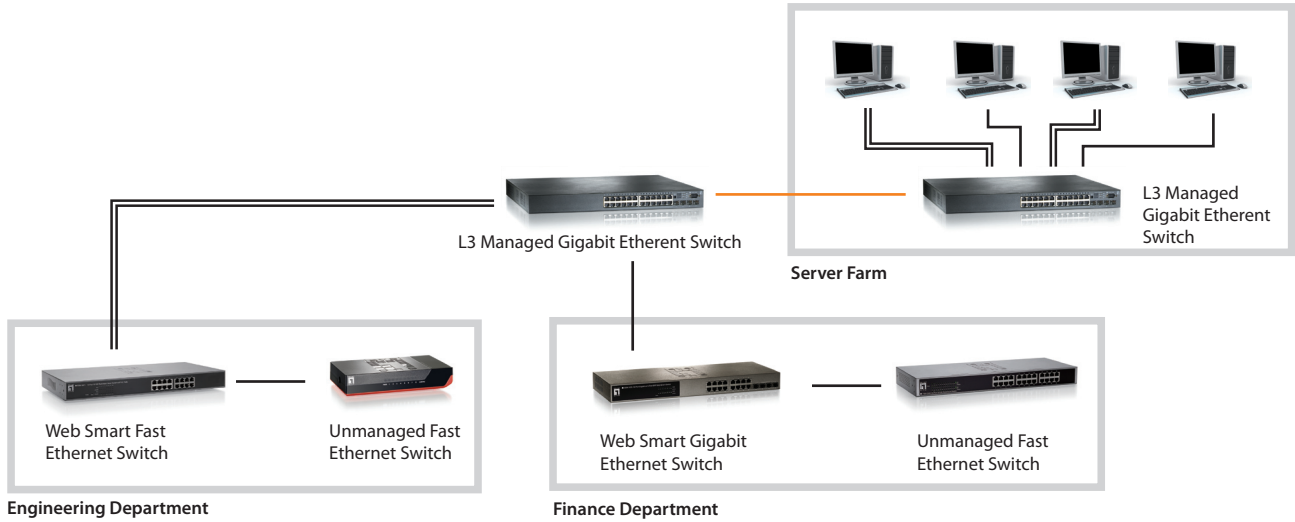 L3 Managed
Gigabit Etherent
Switch
L3 Managed Gigabit Etherent Switch
Server Farm
Web Smart Fast
Ethernet Switch
Unmanaged Fast
Ethernet Switch
Engineering Department
Web Smart Gigabit
Ethernet Switch
Unmanaged Fast
Ethernet Switch
Finance Department